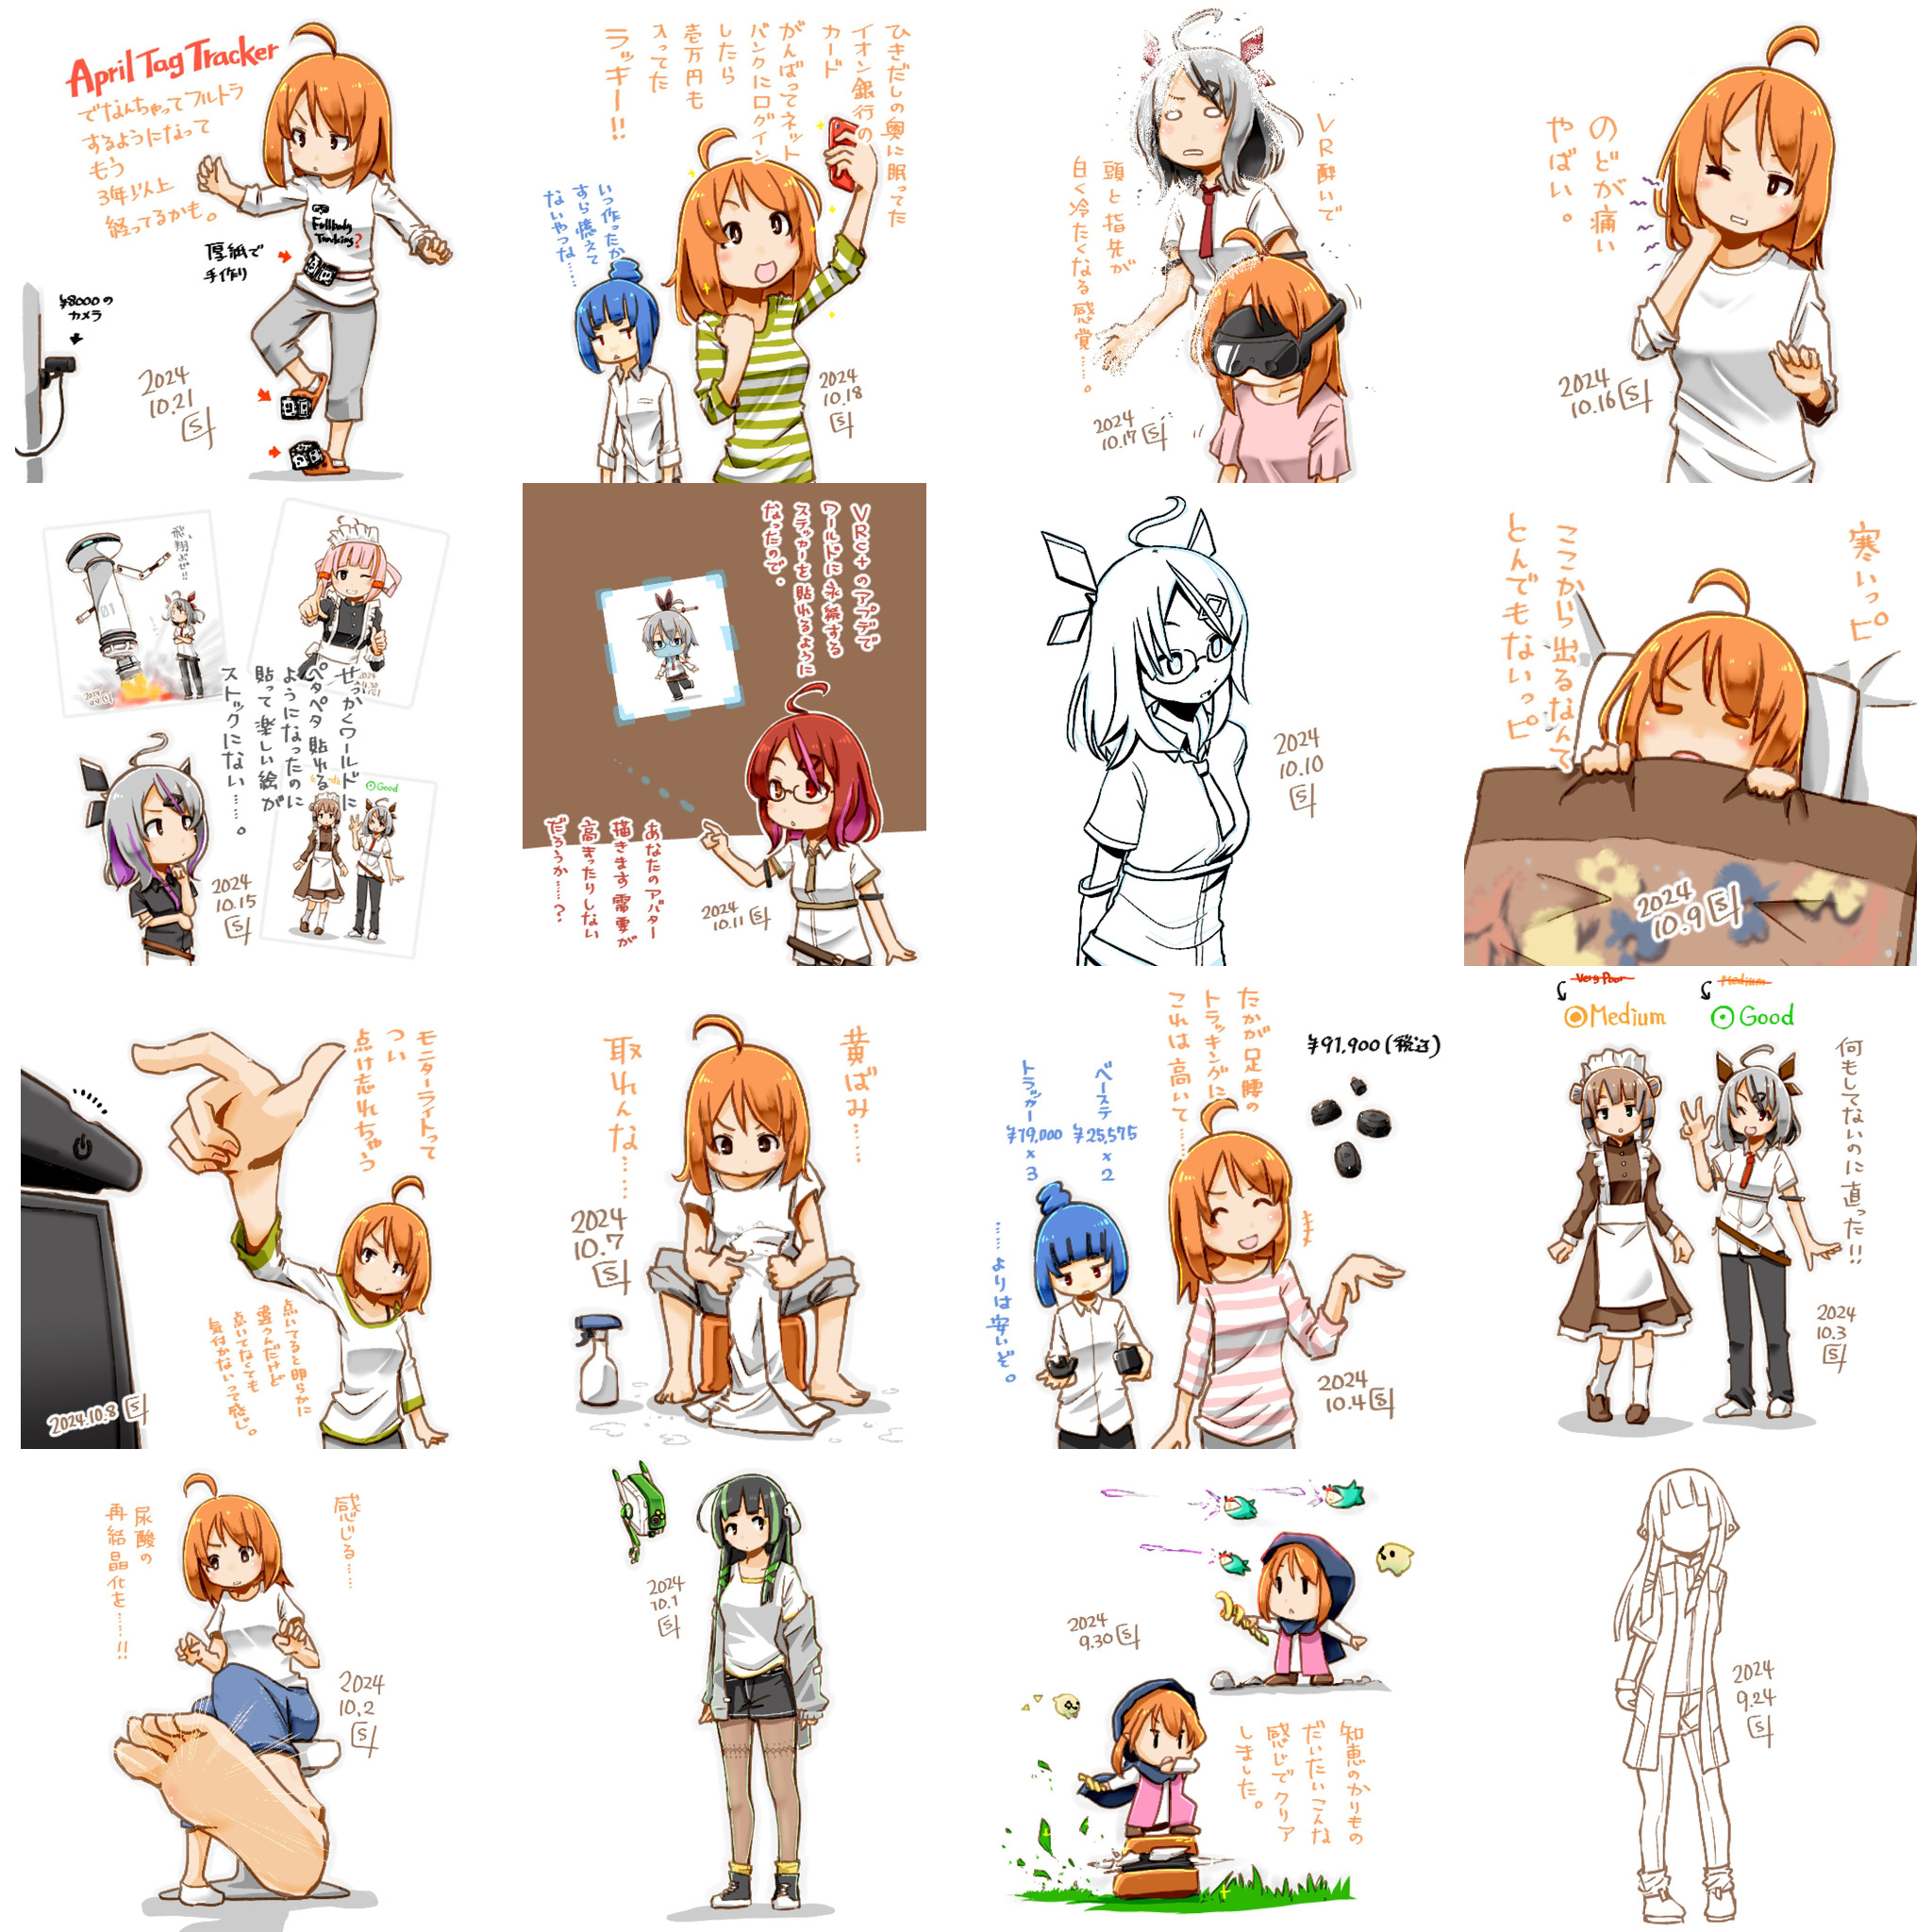 April Tag Tracker
でなんちゃってフルトラ
するようになって
もう
3年以上
経ってるかも。
Fullbody
Tracking?
厚紙で
手作り
¥8000の
カメラ
2024
10.21
ひきだしの奥に眠ってた
イオン銀行の
カード
がんばってネット
バンクにログイン
したら
壱万円も
入ってた
ラッキー!!
いつ作ったか
すら憶えて
ないやつな……
2024
10.18
VR酔いで
頭と指先が
白く冷たくなる感覚……。
2024
10.17
のどが痛い
やばい。
2024
10.16
飛翔ぶぜ!!
01
せっかくワールドに
ペタペタ貼れる
ようになったのに
貼って楽しい絵が
ストックにない……。
Good
2024
10.15
VRC+のアプデで
ワールドに永続する
ステッカーを貼れるように
なったので、
あなたのアバター
描きます需要が
高まったりしない
だろうか……?
2024
10.11
2024
10.10
寒いっピ
ここから出るなんて
とんでもないっピ
2024
10.9
モニターライトって
つい
点け忘れちゃう
点いてると明らかに
違うんだけど
点いてなくても
気付かないって感じ。
2024.10.8
黄ばみ……
取れんな……
2024
10.7
たかが足腰の
トラッキングに
これは高いて……
¥91,900(税込)
ベーステ
¥25,575
×
2
トラッカー
¥19,000
×
3
……よりは安いぞ。
2024
10.4
Very Poor
Medium
Medium
Good
何もしてないのに直った!!
2024
10.3
感じる……
尿酸の
再結晶化を……!!
2024
10.2
2024
10.1
2024
9.30
知恵のかりもの
だいたいこんな
感じでクリア
しました。
2024
9.24